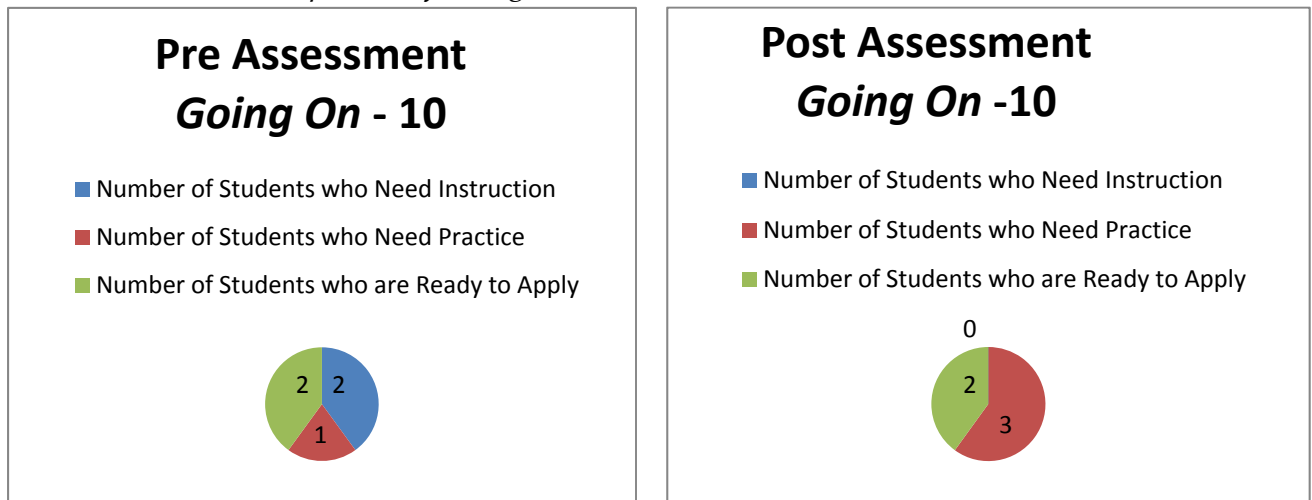 Pre Assessment
Going On - 10
Number of Students who Need Instruction
Number of Students who Need Practice
Number of Students who are Ready to Apply
2 2
1
Post Assessment
Going On -10
Number of Students who Need Instruction
Number of Students who Need Practice
Number of Students who are Ready to Apply
0
2
3